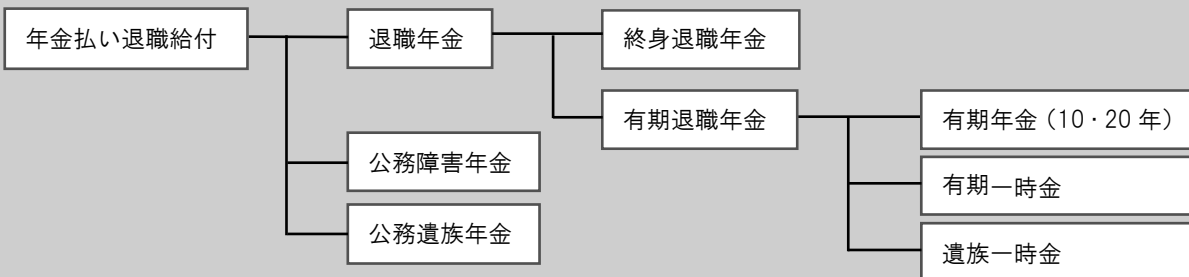 年金払い退職給付
退職年金
終身退職年金
有期退職年金
有期年金（10・20 年）
公務障害年金
有期一時金
公務遺族年金
遺族一時金